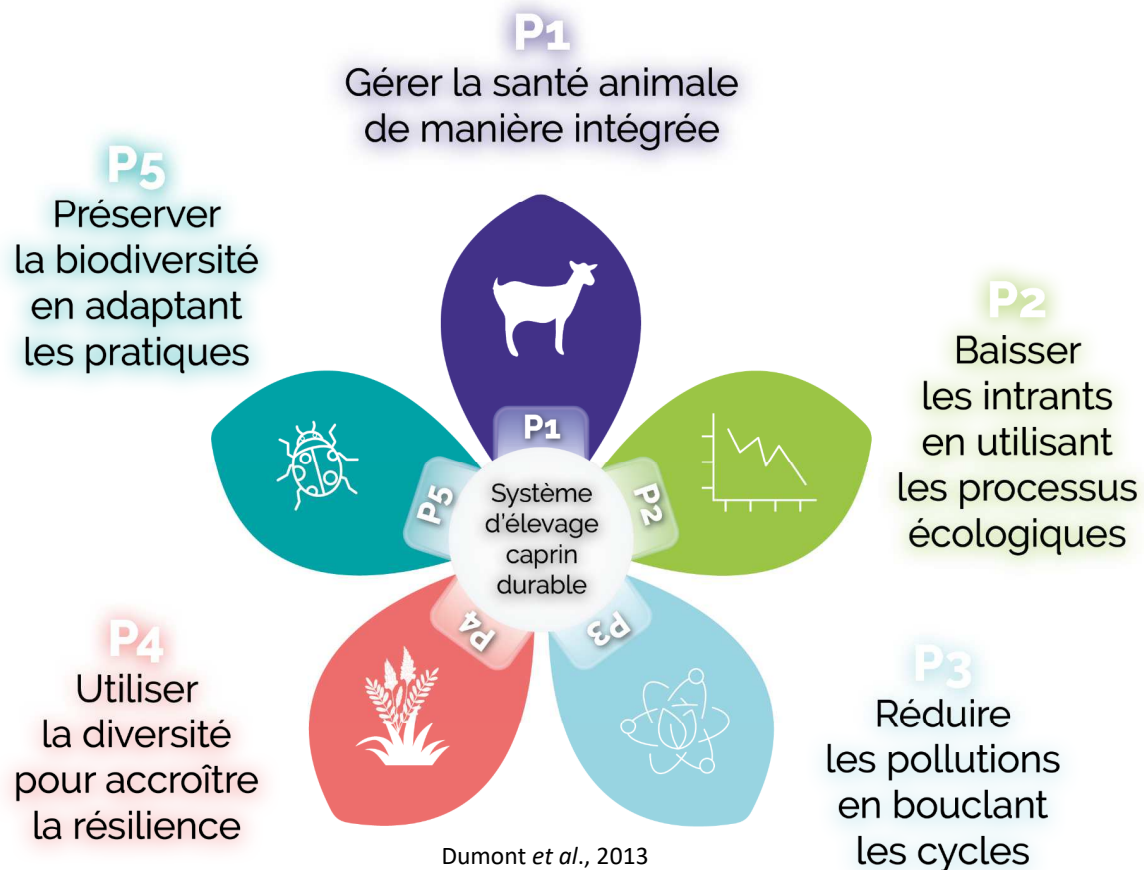 P1
Gérer la santé animale
de manière intégrée
P5
Préserver
la biodiversité
en adaptant
les pratiques
P2
Baisser
les intrants
en utilisant
les processus
écologiques
P1
P5
Système
d'élevage
caprin
durable
P2
P4
P3
P4
Utiliser
la diversité
pour accroître
la résilience
P3
Réduire
les pollutions
en bouclant
les cycles
Dumont et al., 2013